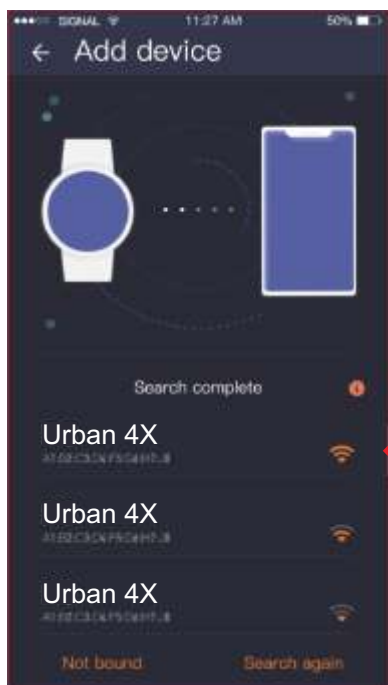 SIGNAL 11:27 AM 50%
← Add device
Search complete
Urban 4X
Urban 4X
Urban 4X
Not bound Search again